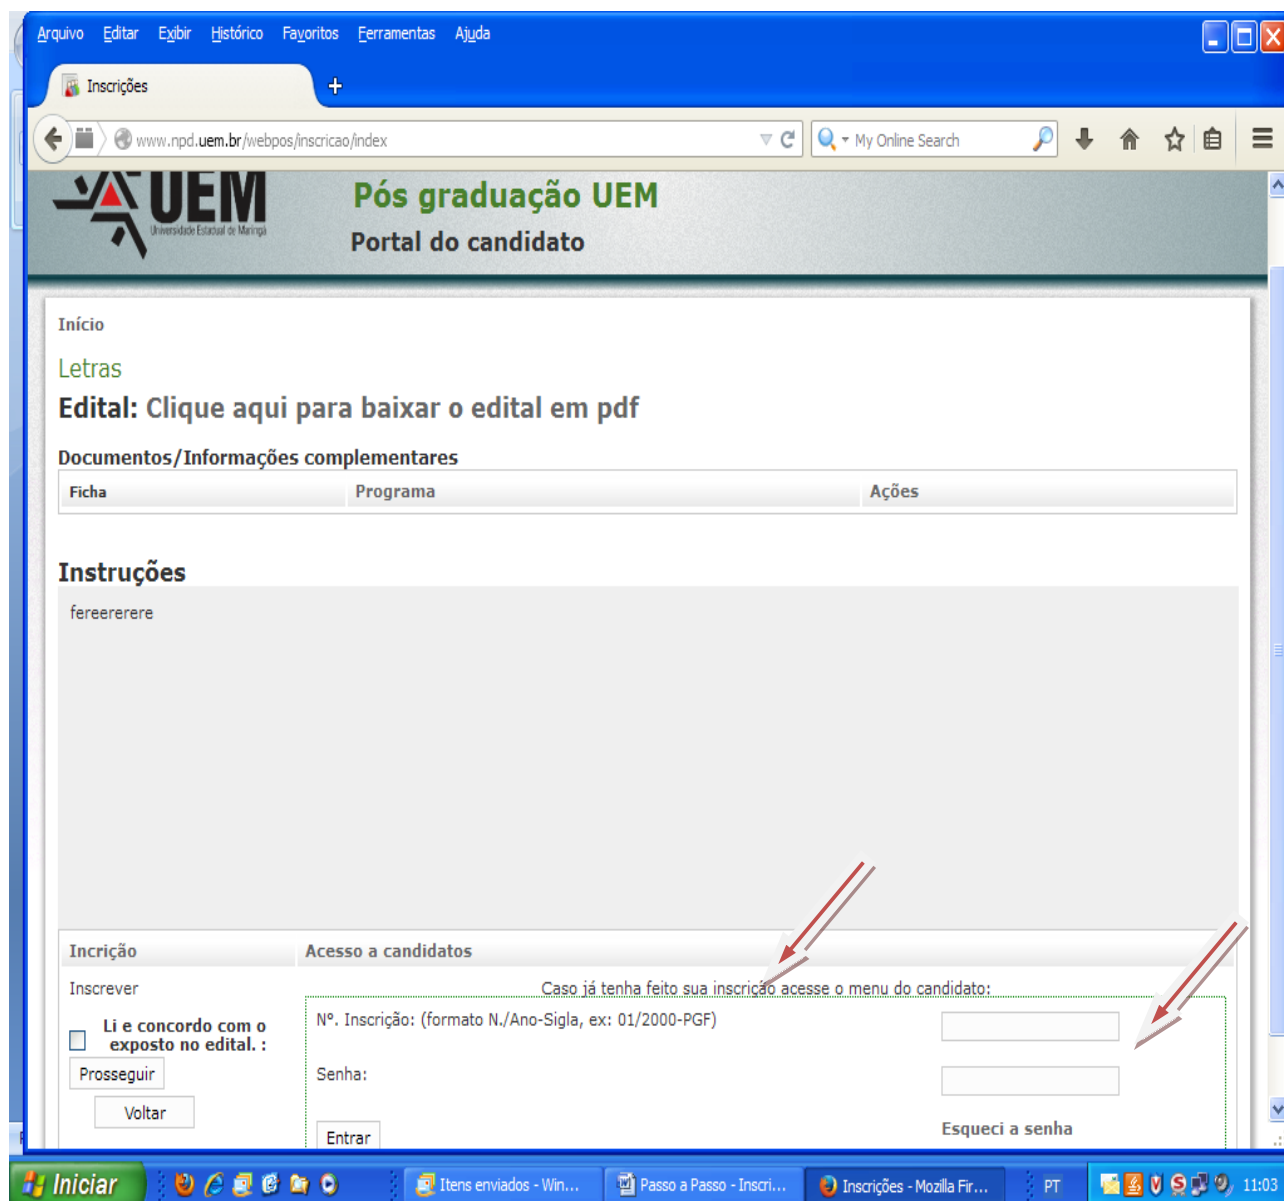 Arquivo Editar Exibir Histórico Favoritos Ferramentas Ajuda
Inscrições
www.npd.uem.br/webpos/inscricao/index
My Online Search
UEM
Universidade Estadual de Maringá
Pós graduação UEM
Portal do candidato
Início
Letras
Edital: Clique aqui para baixar o edital em pdf
Documentos/Informações complementares
Ficha Programa Ações
Instruções
fereererere
Incrição Acesso a candidatos
Inscrever
Caso já tenha feito sua inscrição acesse o menu do candidato:
Li e concordo com o
exposto no edital. :
Nº. Inscrição: (formato N./Ano-Sigla, ex: 01/2000-PGF)
Prosseguir
Senha:
Voltar
Esqueci a senha
Entrar
Iniciar
Itens enviados - Win...
Passo a Passo - Inscri...
Inscrições - Mozilla Fir...
PT
11:03